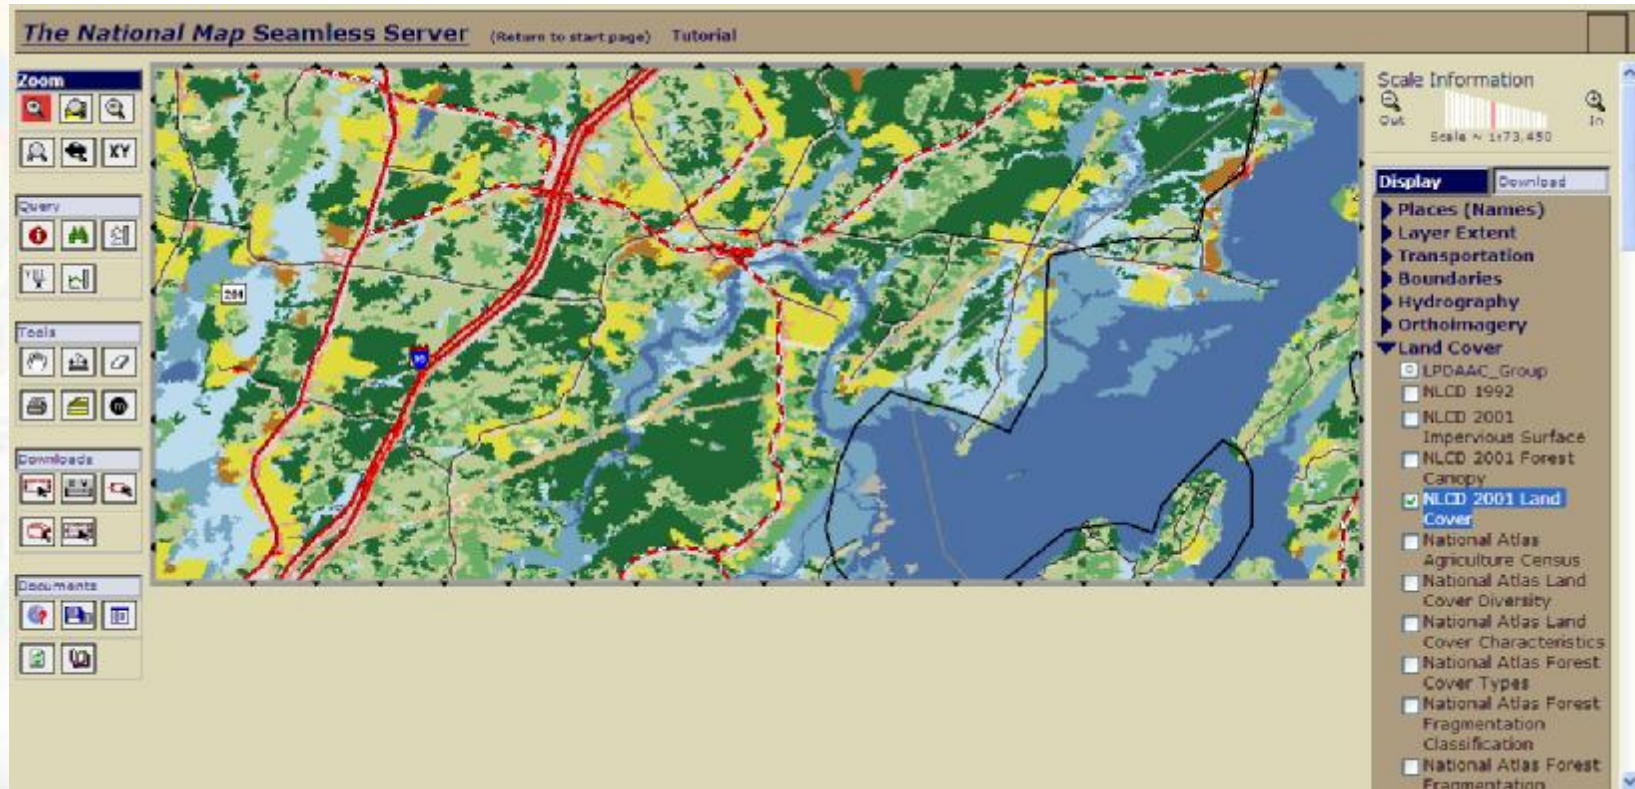 The National Map Seamless Server (Return to start page) Tutorial
Zoom
XY
Query
Tools
Downloads
Documents
95
Scale Information
Out
In
Scale ~ 1:73,450
Display
Download
Places (Names)
Layer Extent
Transportation
Boundaries
Hydrography
Orthoimagery
Land Cover
LPDAAC_Group
NLCD 1992
NLCD 2001
Impervious Surface
NLCD 2001 Forest
Canopy
NLCD 2001 Land
Cover
National Atlas
Agriculture Census
National Atlas Land
Cover Diversity
National Atlas Land
Cover Characteristics
National Atlas Forest
Cover Types
National Atlas Forest
Fragmentation
Classification
National Atlas Forest
Fragmentation